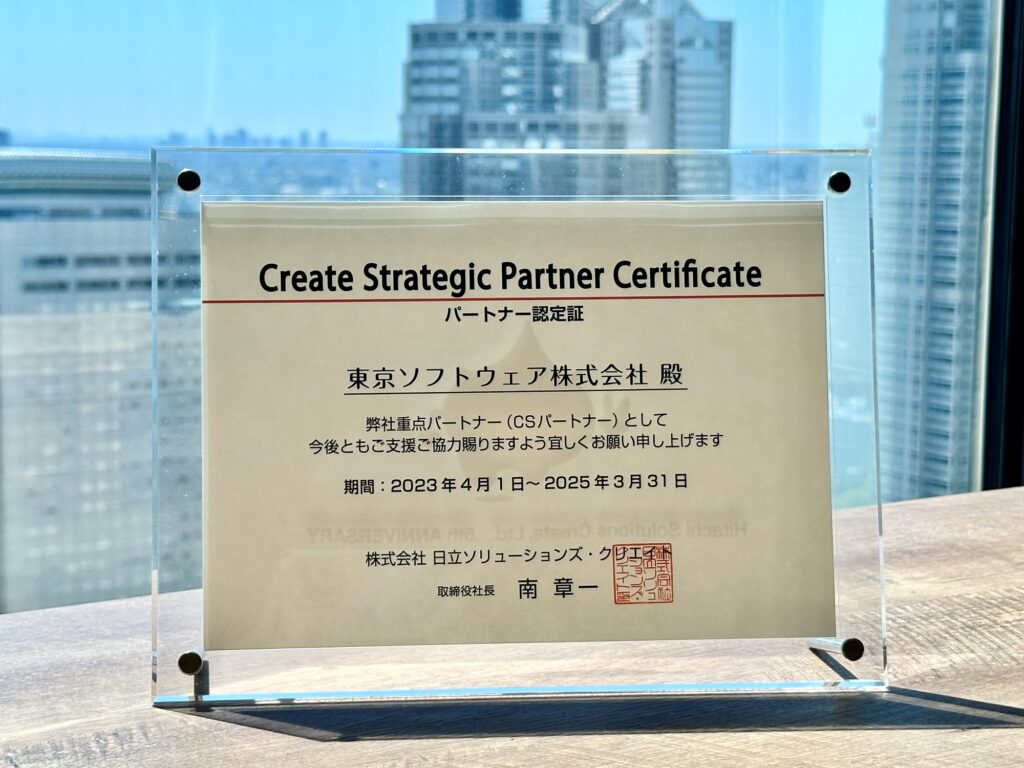 Create Strategic Partner Certificate
パートナー認定証
東京ソフトウェア株式会社 殿
弊社重点パートナー(CSパートナー)として
今後ともご支援ご協力賜りますよう宜しくお願い申し上げます
期間:2023年4月1日〜2025年3月31日
Hitachi Solutions Create, Ltd. 5th ANNIVERSARY
株式会社 日立ソリューションズ・クリエイト
取締役社長 南 章一